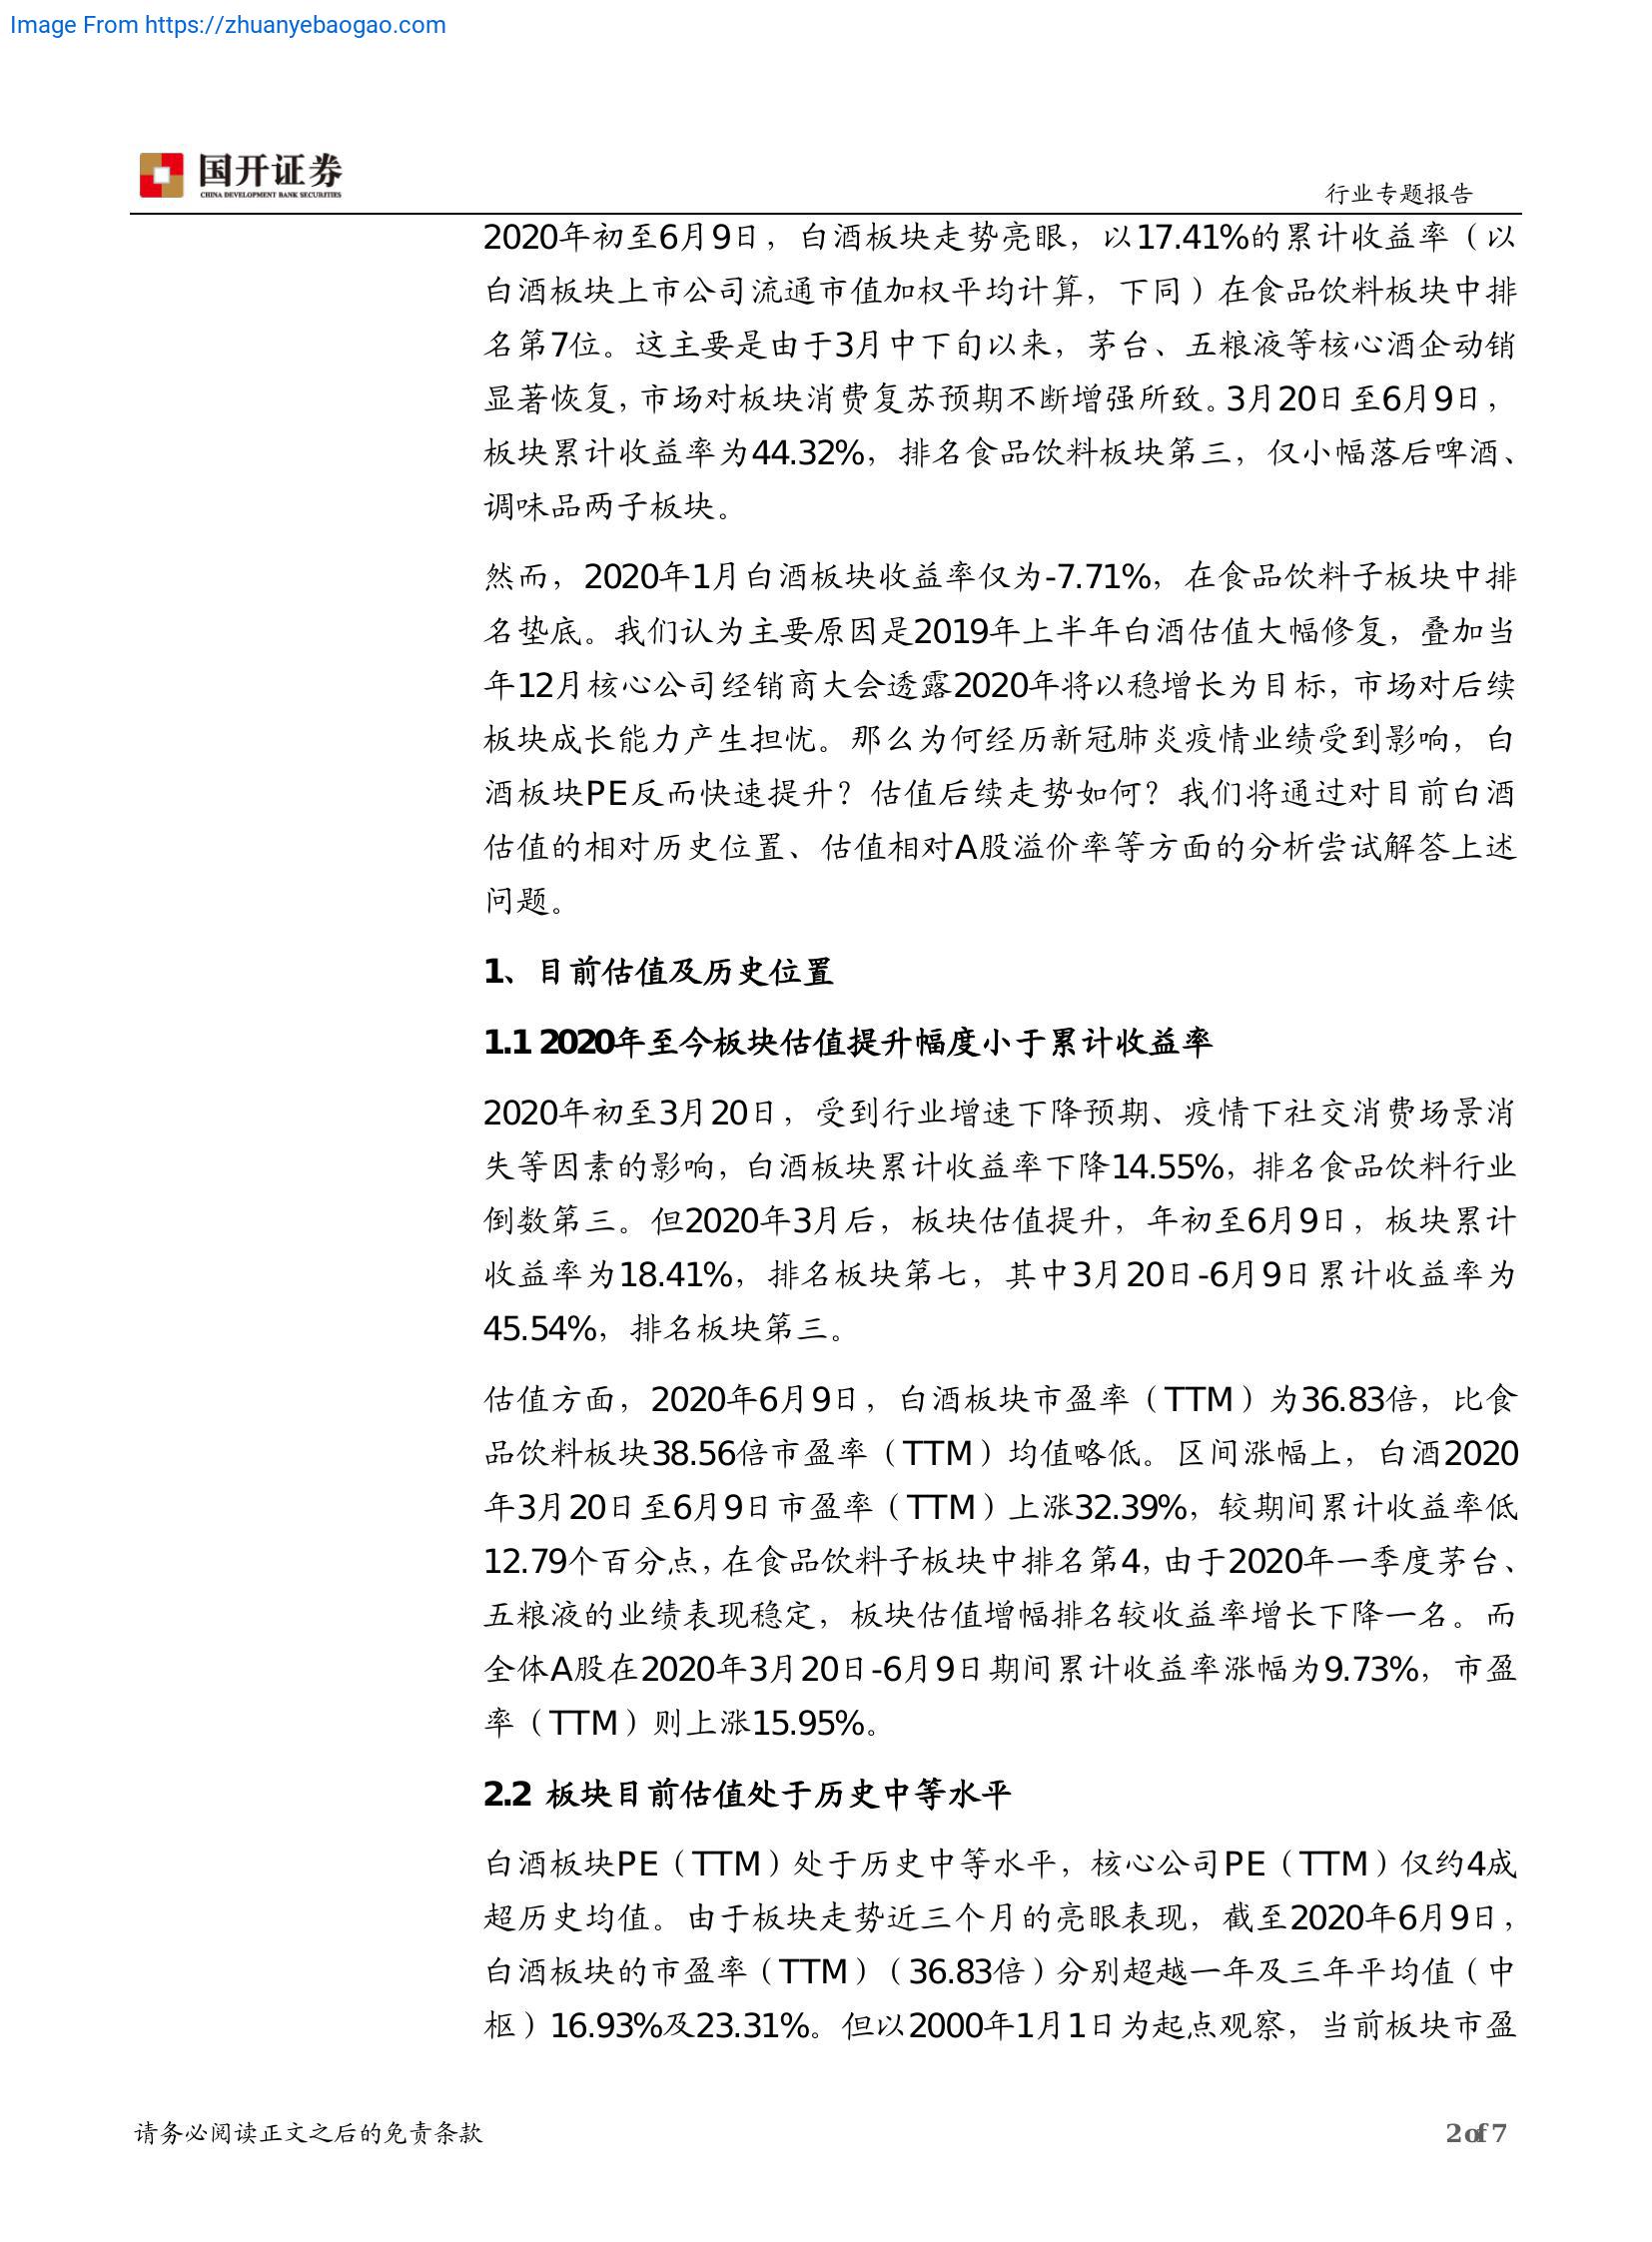 Image From https://zhuanyebaogao.com
国开证券
CHINA DEVELOPMENT BANK SECURITIES
行业专题报告
2020年初至6月9日，白酒板块走势亮眼，以17.41%的累计收益率（以
白酒板块上市公司流通市值加权平均计算，下同）在食品饮料板块中排
名第7位。这主要是由于3月中下旬以来，茅台、五粮液等核心酒企动销
显著恢复，市场对板块消费复苏预期不断增强所致。3月20日至6月9日，
板块累计收益率为44.32%，排名食品饮料板块第三，仅小幅落后啤酒、
调味品两子板块。
然而，2020年1月白酒板块收益率仅为-7.71%，在食品饮料子板块中排
名垫底。我们认为主要原因是2019年上半年白酒估值大幅修复，叠加当
年12月核心公司经销商大会透露2020年将以稳增长为目标，市场对后续
板块成长能力产生担忧。那么为何经历新冠肺炎疫情业绩受到影响，白
酒板块PE反而快速提升？估值后续走势如何？我们将通过对目前白酒
估值的相对历史位置、估值相对A股溢价率等方面的分析尝试解答上述
问题。
1、目前估值及历史位置
1.1 2020年至今板块估值提升幅度小于累计收益率
2020年初至3月20日，受到行业增速下降预期、疫情下社交消费场景消
失等因素的影响，白酒板块累计收益率下降14.55%，排名食品饮料行业
倒数第三。但2020年3月后，板块估值提升，年初至6月9日，板块累计
收益率为18.41%，排名板块第七，其中3月20日-6月9日累计收益率为
45.54%，排名板块第三。
估值方面，2020年6月9日，白酒板块市盈率（TTM）为36.83倍，比食
品饮料板块38.56倍市盈率（TTM）均值略低。区间涨幅上，白酒2020
年3月20日至6月9日市盈率（TTM）上涨32.39%，较期间累计收益率低
12.79个百分点，在食品饮料子板块中排名第4，由于2020年一季度茅台、
五粮液的业绩表现稳定，板块估值增幅排名较收益率增长下降一名。而
全体A股在2020年3月20日-6月9日期间累计收益率涨幅为9.73%，市盈
率（TTM）则上涨15.95%。
2.2 板块目前估值处于历史中等水平
白酒板块PE（TTM）处于历史中等水平，核心公司PE（TTM）仅约4成
超历史均值。由于板块走势近三个月的亮眼表现，截至2020年6月9日，
白酒板块的市盈率（TTM）（36.83倍）分别超越一年及三年平均值（中
枢）16.93%及23.31%。但以2000年1月1日为起点观察，当前板块市盈
请务必阅读正文之后的免责条款
2 of 7